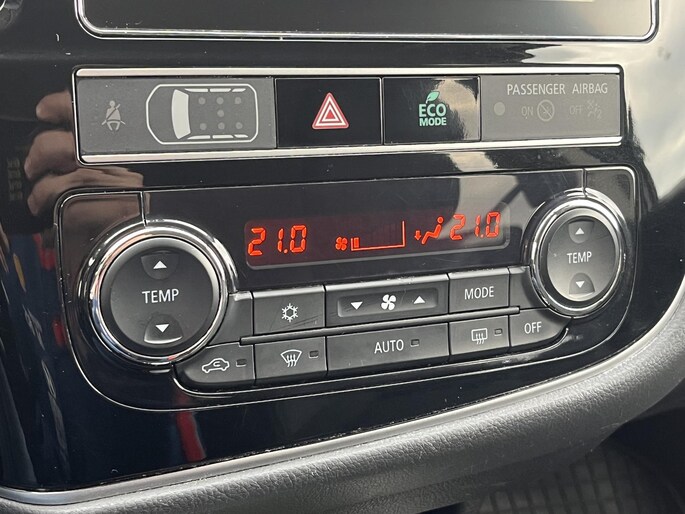 PASSENGER AIRBAG
ECO
MODE
ON OFF
21.0 21.0
TEMP
TEMP
MODE
AUTO
OFF